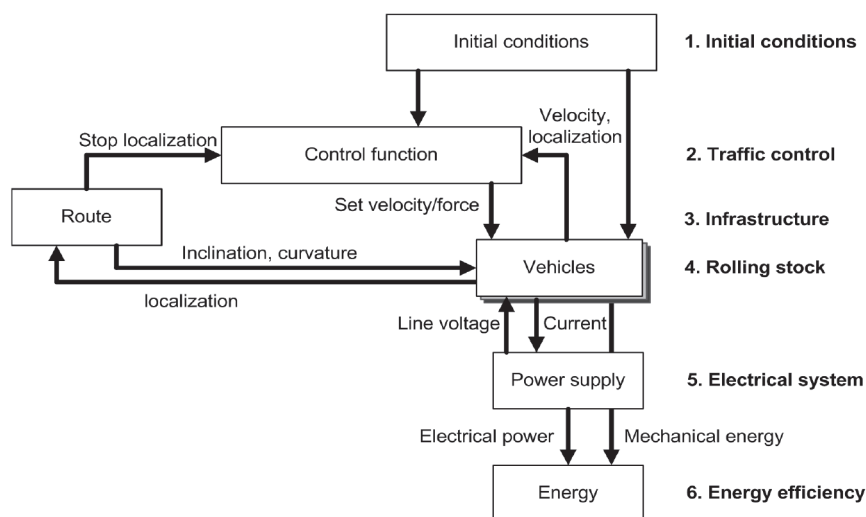 Initial conditions
1. Initial conditions
Velocity,
localization
Stop localization
Control function
2. Traffic control
Set velocity/force
Route
3. Infrastructure
Inclination, curvature
Vehicles
4. Rolling stock
localization
Line voltage
Current
Power supply
5. Electrical system
Electrical power
Mechanical energy
Energy
6. Energy efficiency